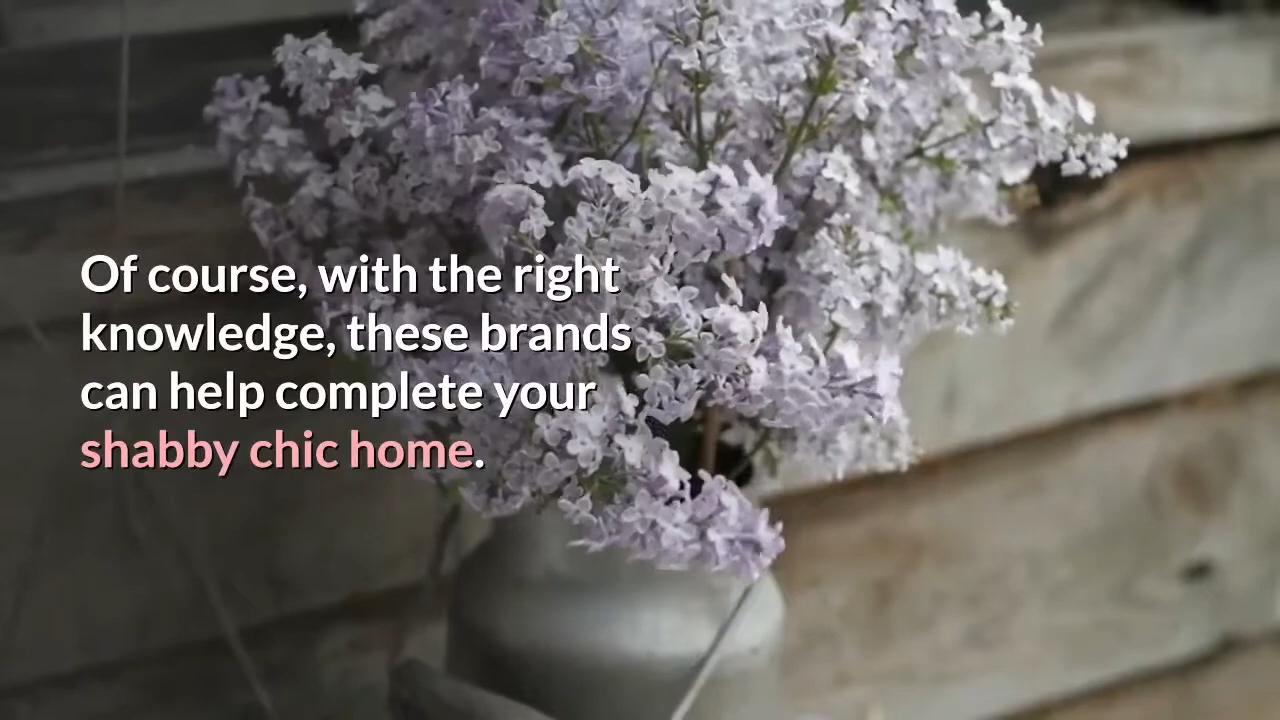 Of course, with the right
knowledge, these brands
can help complete your
shabby chic home.